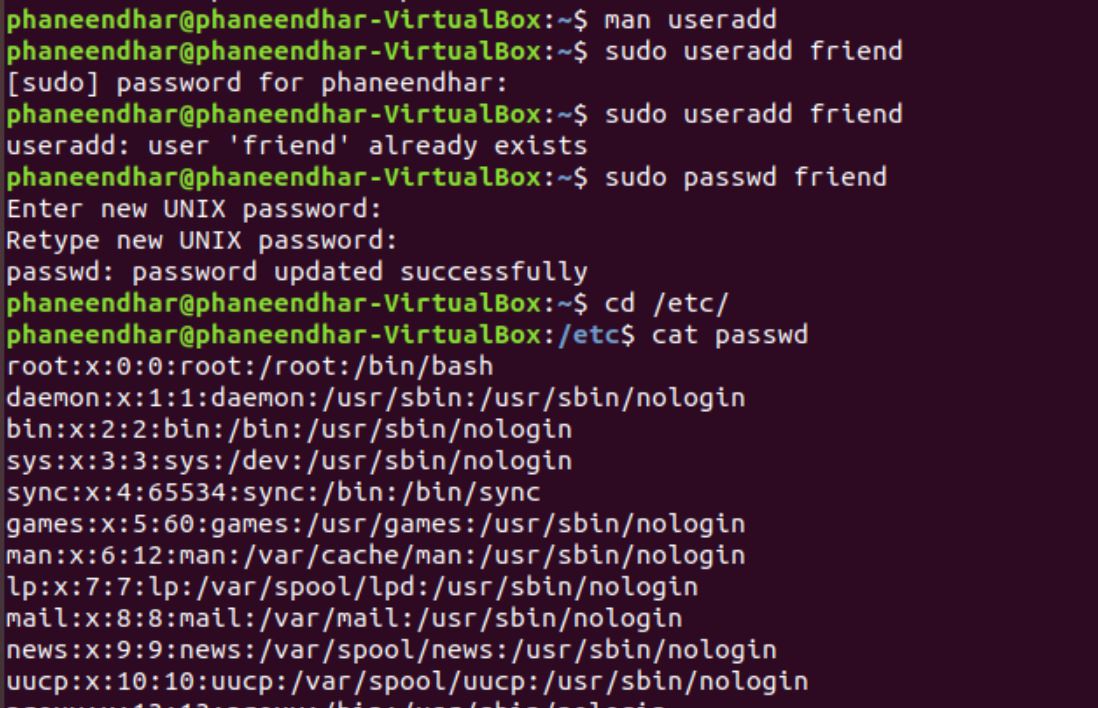 phaneendhar@phaneendhar-VirtualBox:~$ man useradd
phaneendhar@phaneendhar-VirtualBox:~$ sudo useradd friend
[sudo] password for phaneendhar:
phaneendhar@phaneendhar-VirtualBox:~$ sudo useradd friend
useradd: user 'friend' already exists
phaneendhar@phaneendhar-VirtualBox:~$ sudo passwd friend
Enter new UNIX password:
Retype new UNIX password:
passwd: password updated successfully
phaneendhar@phaneendhar-VirtualBox:~$ cd /etc/
phaneendhar@phaneendhar-VirtualBox:/etc$ cat passwd
root:x:0:0:root:/root:/bin/bash
daemon:x:1:1:daemon:/usr/sbin:/usr/sbin/nologin
bin:x:2:2:bin:/bin:/usr/sbin/nologin
sys:x:3:3:sys:/dev:/usr/sbin/nologin
sync:x:4:65534:sync:/bin:/bin/sync
games:x:5:60:games:/usr/games:/usr/sbin/nologin
man:x:6:12:man:/var/cache/man:/usr/sbin/nologin
lp:x:7:7:lp:/var/spool/lpd:/usr/sbin/nologin
mail:x:8:8:mail:/var/mail:/usr/sbin/nologin
news:x:9:9:news:/var/spool/news:/usr/sbin/nologin
uucp:x:10:10:uucp:/var/spool/uucp:/usr/sbin/nologin